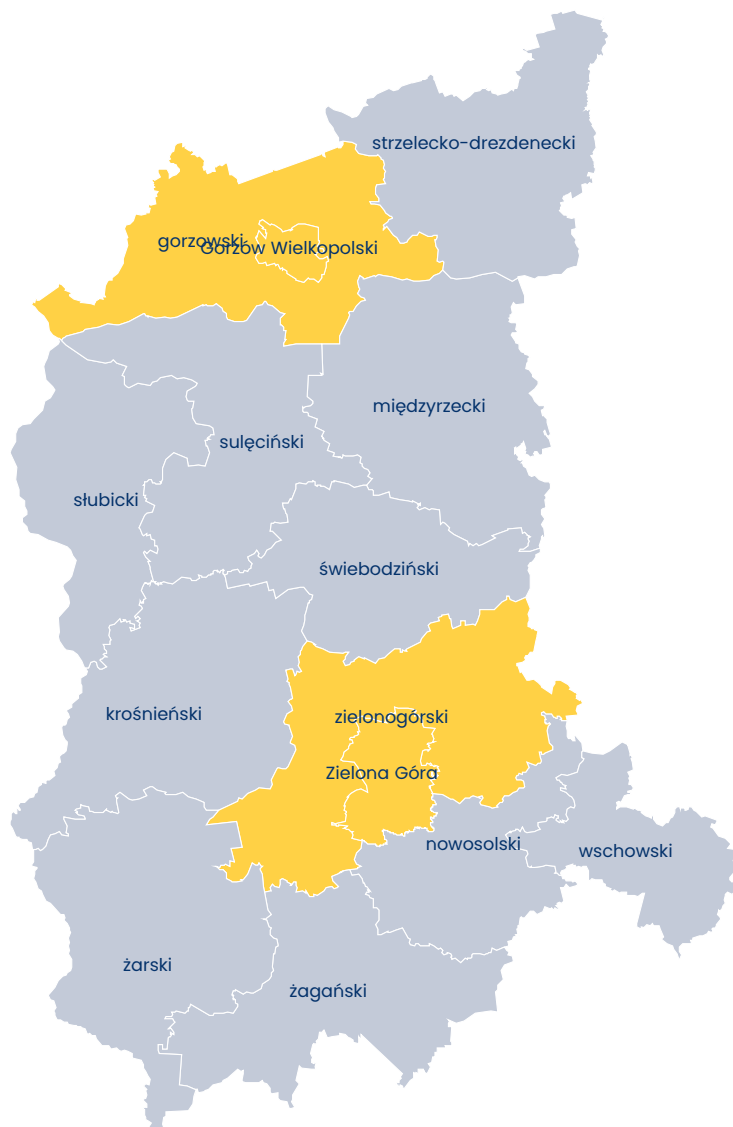 strzelecko-drezdenecki
gorzowski
Gorzów Wielkopolski
międzyrzecki
sulęciński
słubicki
świebodziński
krośnieński
zielonogórski
Zielona Góra
nowosolski
wschowski
żarski
żagański